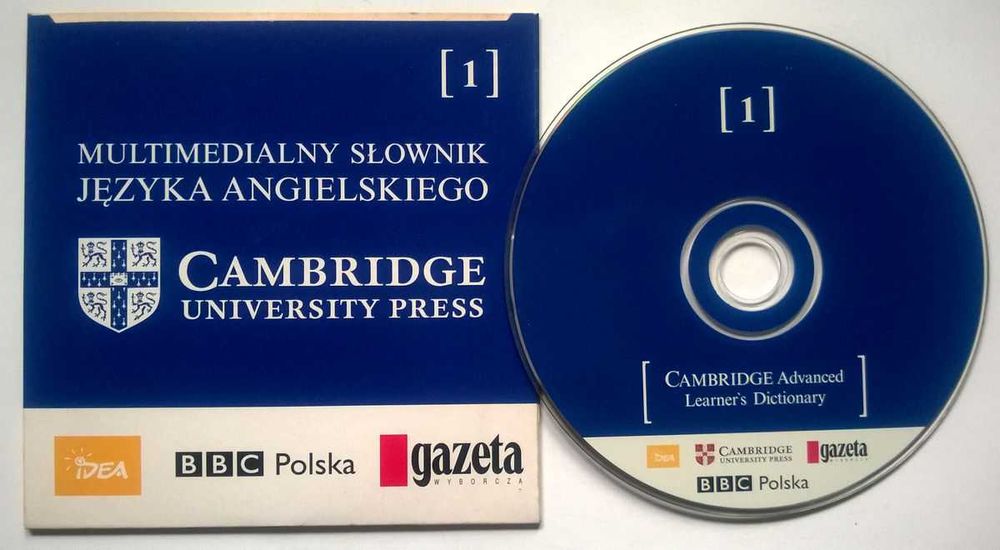 [1]
MULTIMEDIALNY SŁOWNIK
JĘZYKA ANGIELSKIEGO
CAMBRIDGE
UNIVERSITY PRESS
iDEA
BBC Polska
gazeta
WYBORCZA
[1]
CAMBRIDGE Advanced
Learner's Dictionary
iDEA
CAMBRIDGE
UNIVERSITY PRESS
gazeta
WYBORCZA
BBC Polska